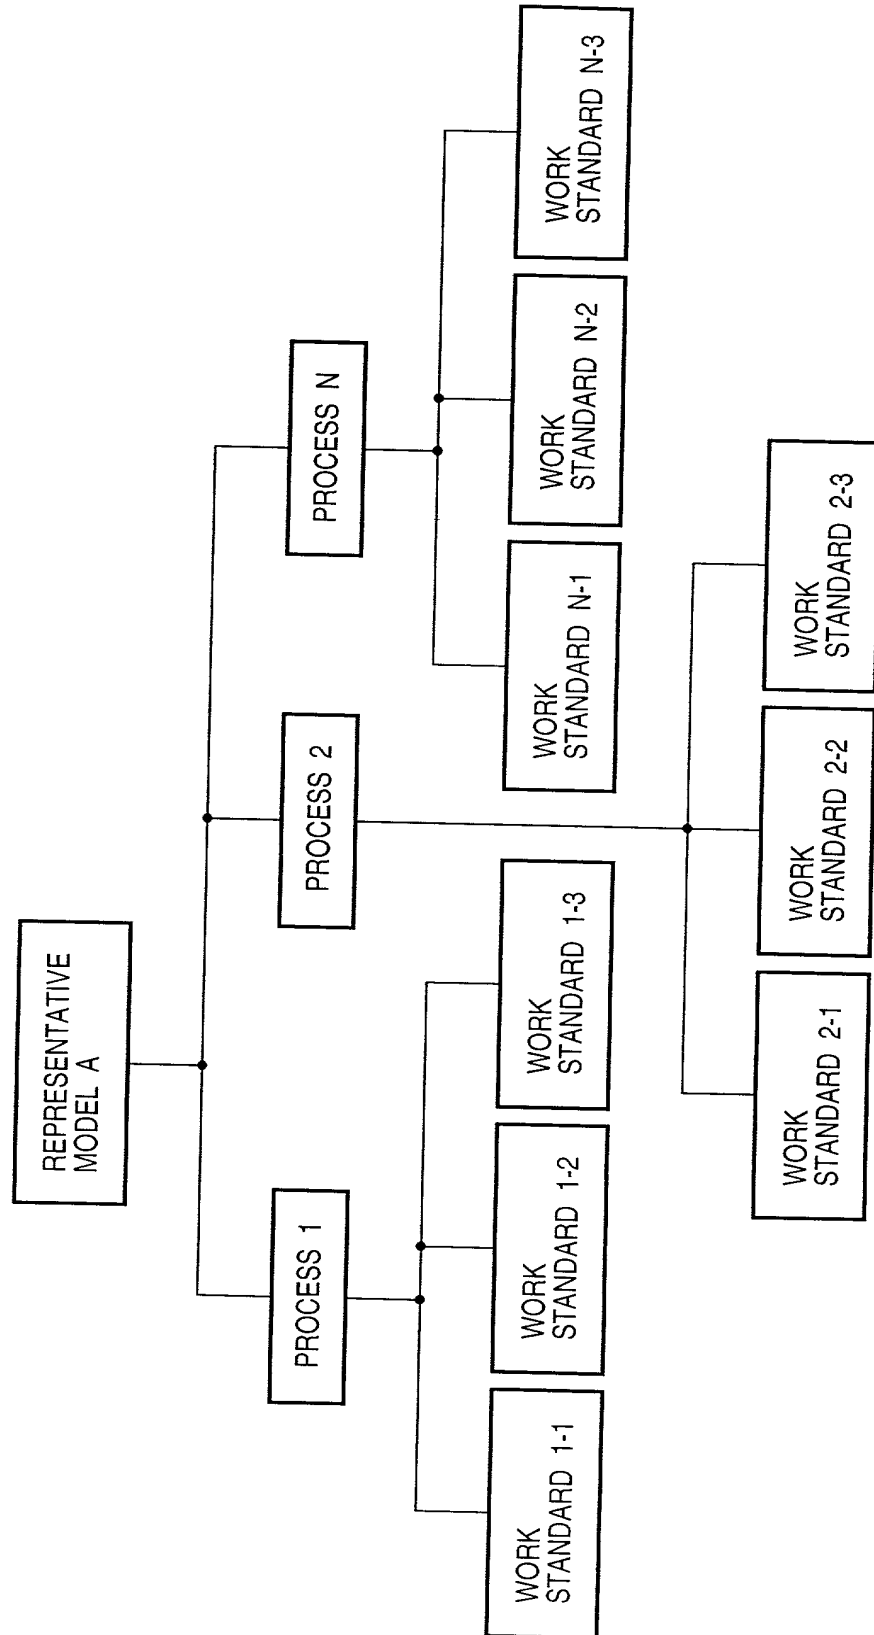 REPRESENTATIVE
MODEL A
PROCESS 1
PROCESS 2
PROCESS N
WORK
STANDARD 1-1
WORK
STANDARD 1-2
WORK
STANDARD 1-3
WORK
STANDARD N-1
WORK
STANDARD N-2
WORK
STANDARD N-3
WORK
STANDARD 2-1
WORK
STANDARD 2-2
WORK
STANDARD 2-3